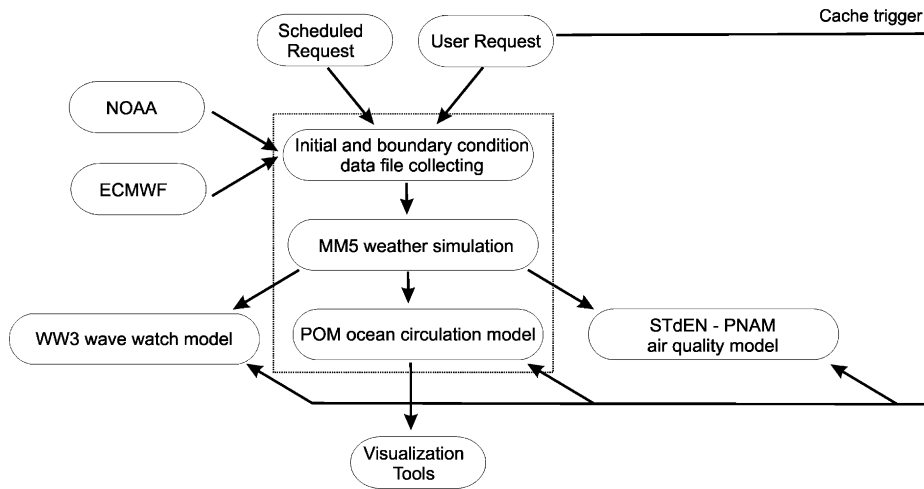 Cache trigger
Scheduled
Request
User Request
NOAA
Initial and boundary condition
data file collecting
ECMWF
MM5 weather simulation
WW3 wave watch model
POM ocean circulation model
STdEN - PNAM
air quality model
Visualization
Tools